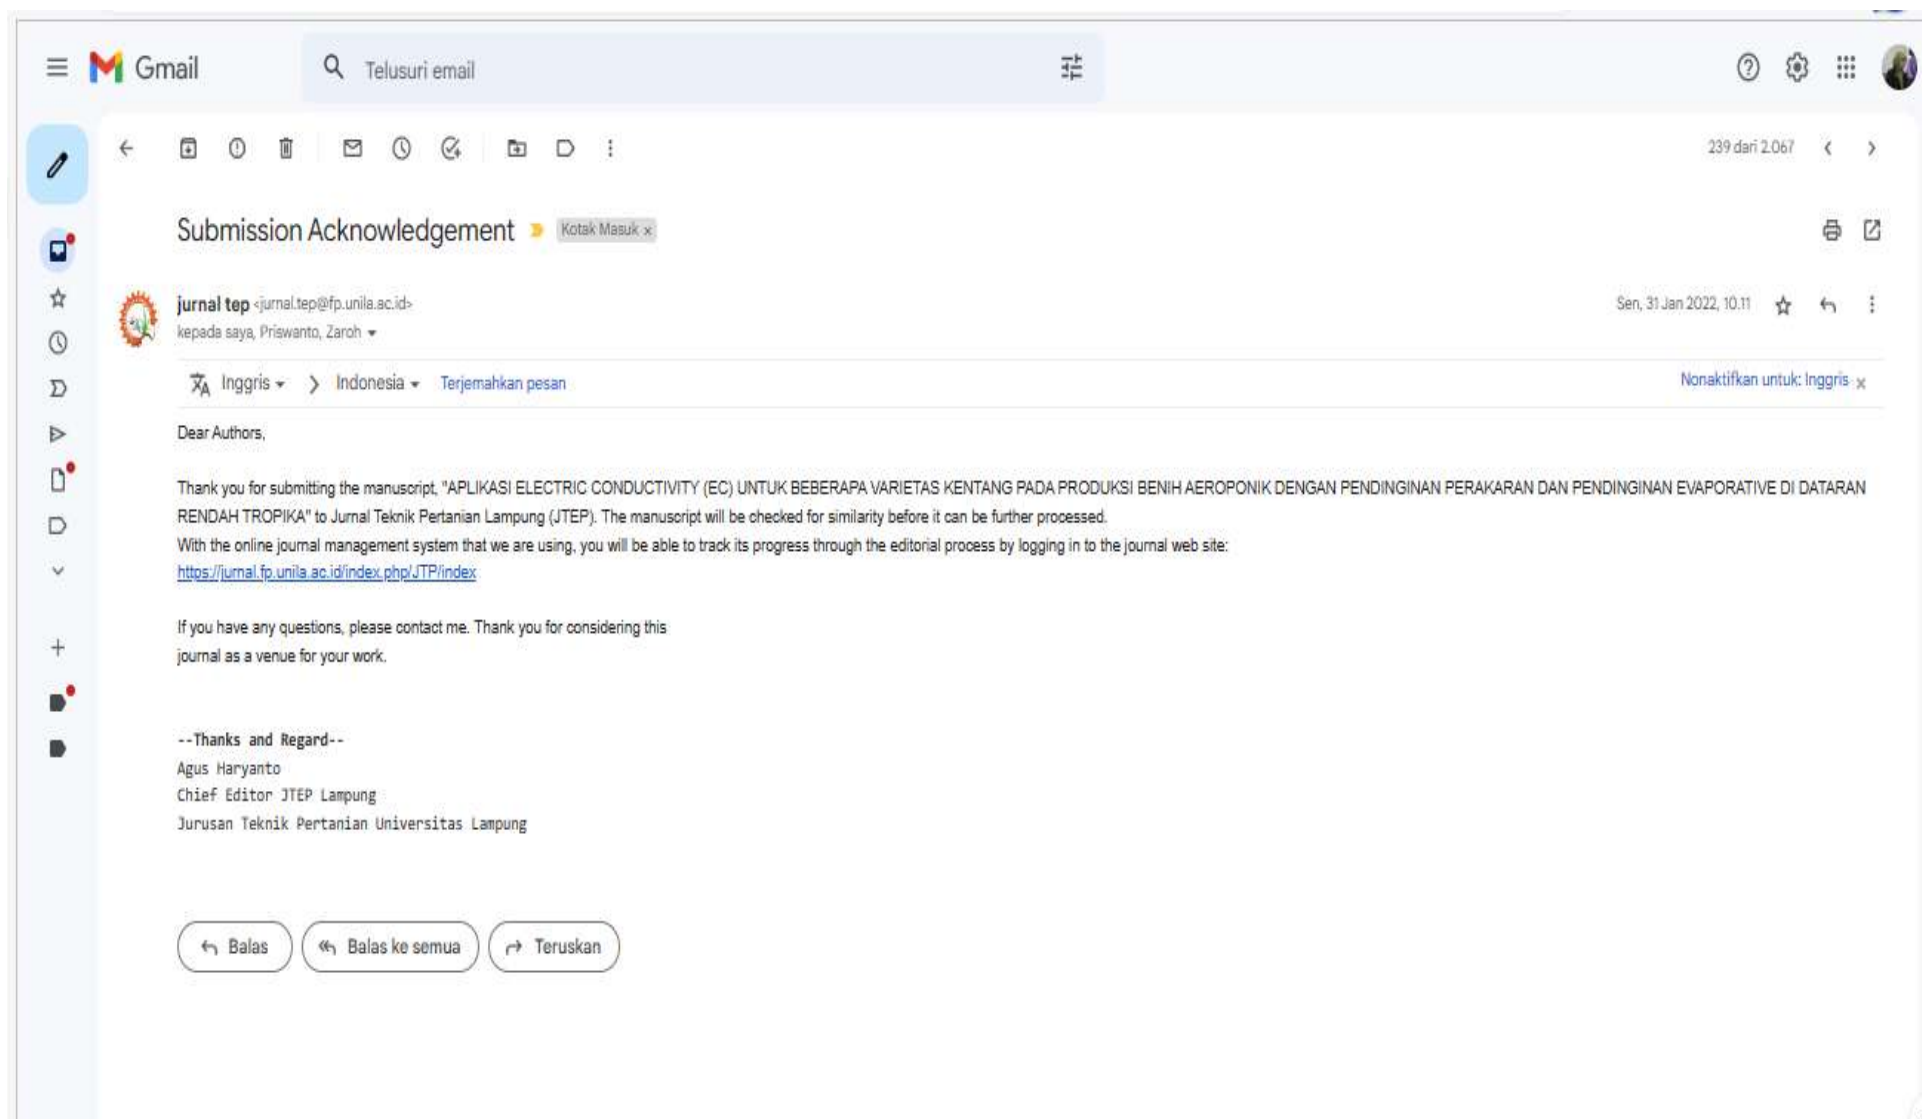 Gmail
Telusuri email
239 dari 2.067
Submission Acknowledgement Kotak Masuk x
jurnal tep <jurnal.tep@fp.unila.ac.id>
Sen, 31 Jan 2022, 10.11
kepada saya, Priswanto, Zaroh
Inggris > Indonesia Terjemahkan pesan
Nonaktifkan untuk: Inggris x
Dear Authors,
Thank you for submitting the manuscript, "APLIKASI ELECTRIC CONDUCTIVITY (EC) UNTUK BEBERAPA VARIETAS KENTANG PADA PRODUKSI BENIH AEROPONIK DENGAN PENDINGINAN PERAKARAN DAN PENDINGINAN EVAPORATIVE DI DATARAN
RENDAH TROPIKA" to Jurnal Teknik Pertanian Lampung (JTEP). The manuscript will be checked for similarity before it can be further processed.
With the online journal management system that we are using, you will be able to track its progress through the editorial process by logging in to the journal web site:
https://jurnal.fp.unila.ac.id/index.php/JTP/index
If you have any questions, please contact me. Thank you for considering this
journal as a venue for your work.
--Thanks and Regard--
Agus Haryanto
Chief Editor JTEP Lampung
Jurusan Teknik Pertanian Universitas Lampung
Balas
Balas ke semua
Teruskan